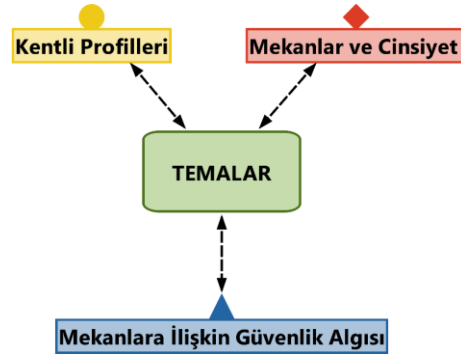 Kentli Profilleri
Mekanlar ve Cinsiyet
TEMALAR
Mekanlara İlişkin Güvenlik Algısı